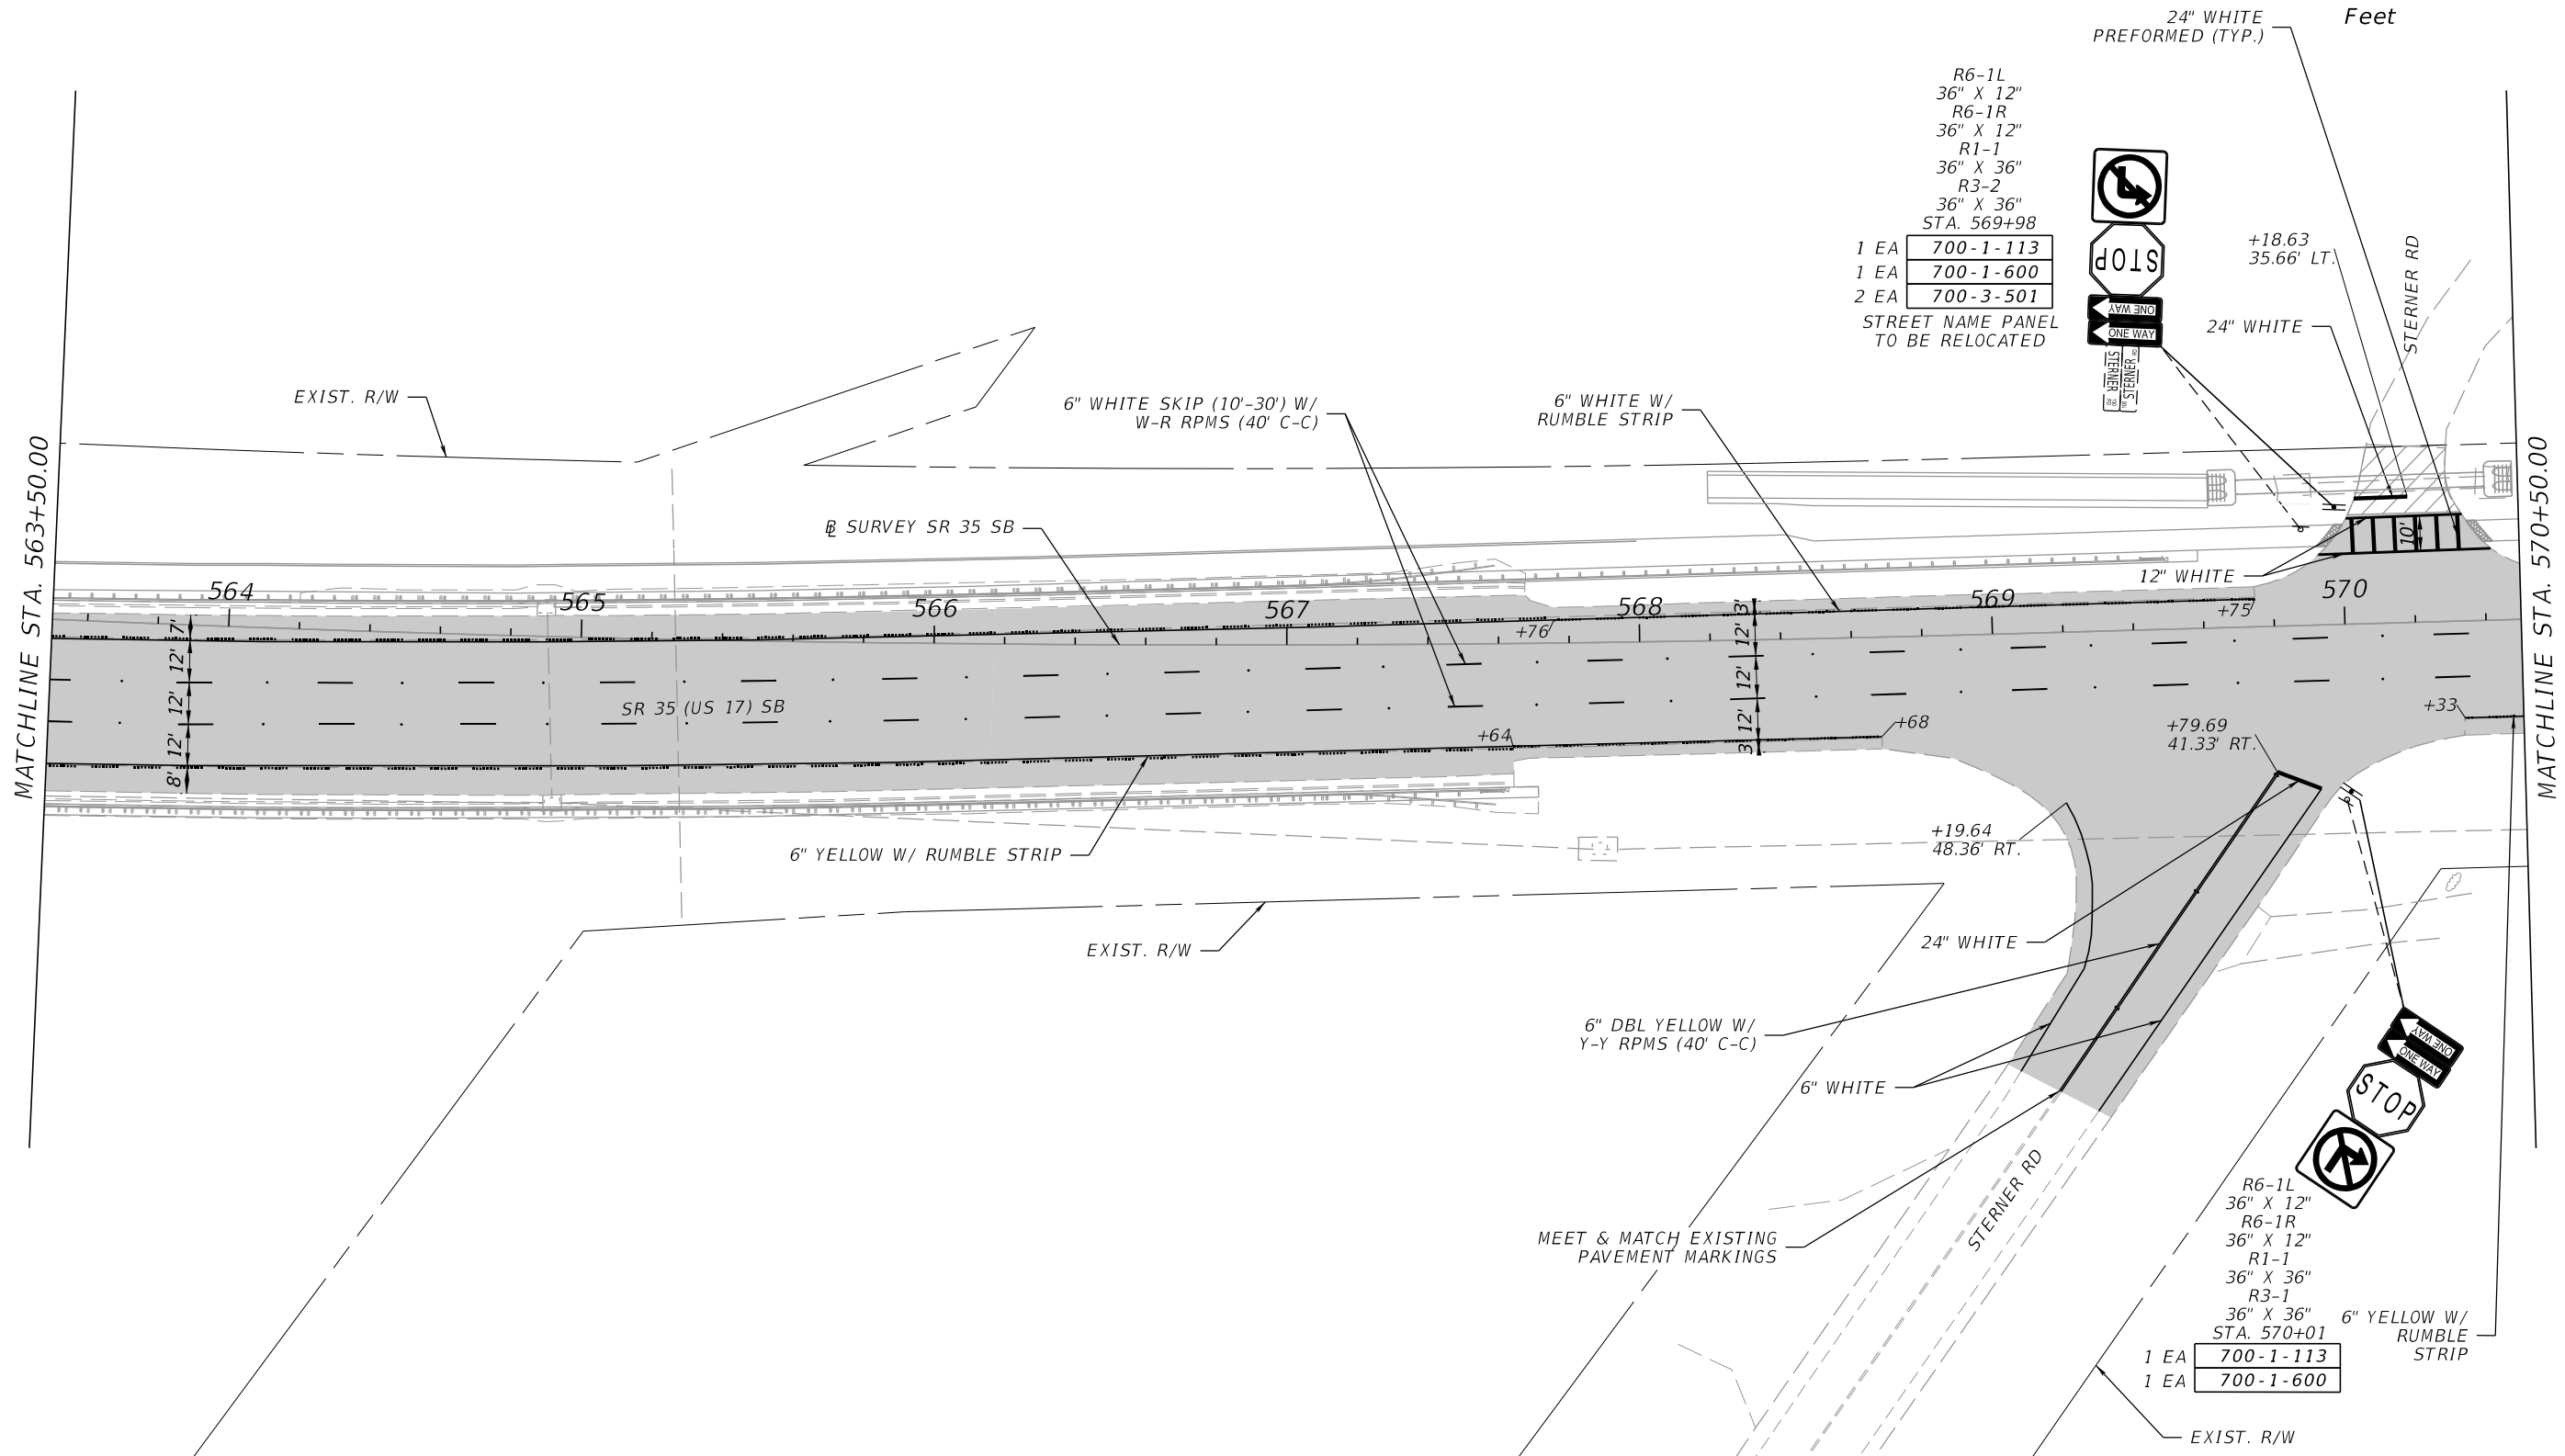 Feet
24" WHITE
PREFORMED (TYP.)
R6-1L
36" X 12"
R6-1R
36" X 12"
R1-1
36" X 36"
R3-2
36" X 36"
STA. 569+98
1 EA 700-1-113
1 EA 700-1-600
2 EA 700-3-501
STREET NAME PANEL
TO BE RELOCATED
STOP
ONE WAY
ONE WAY
STERNER
STERNER
+18.63
35.66' LT.
STERNER RD
24" WHITE
EXIST. R/W
6" WHITE SKIP (10'-30') W/
W-R RPMS (40' C-C)
6" WHITE W/
RUMBLE STRIP
MATCHLINE STA. 563+50.00
MATCHLINE STA. 570+50.00
BL SURVEY SR 35 SB
10'
12" WHITE
564
565
566
567
568
569
570
+76
+75
7'
12'
12'
12'
8'
3'
12'
12'
12'
3'
SR 35 (US 17) SB
+64
+68
+33
+79.69
41.33' RT.
+19.64
48.36' RT.
6" YELLOW W/ RUMBLE STRIP
EXIST. R/W
24" WHITE
6" DBL YELLOW W/
Y-Y RPMS (40' C-C)
6" WHITE
ONE WAY
ONE WAY
STOP
MEET & MATCH EXISTING
PAVEMENT MARKINGS
STERNER RD
R6-1L
36" X 12"
R6-1R
36" X 12"
R1-1
36" X 36"
R3-1
36" X 36"
STA. 570+01
1 EA 700-1-113
1 EA 700-1-600
6" YELLOW W/
RUMBLE
STRIP
EXIST. R/W